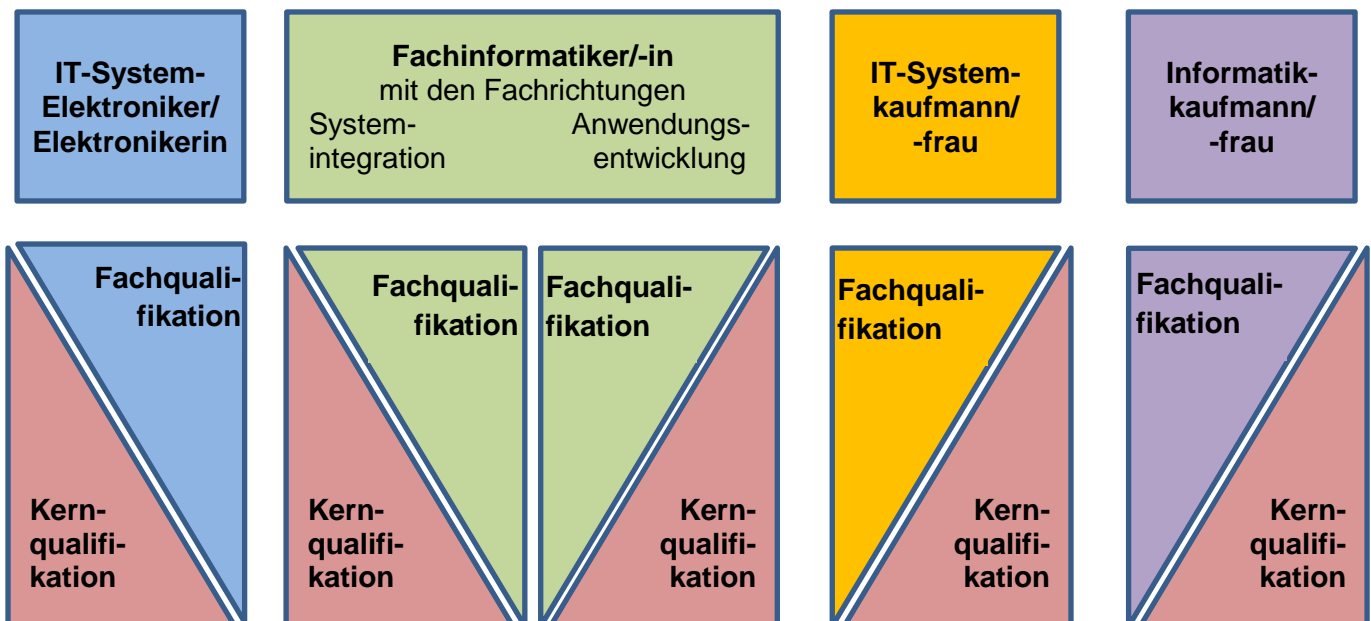 IT-System-
Elektroniker/
Elektronikerin
Fachinformatiker/-in
mit den Fachrichtungen
System- Anwendungs-
integration entwicklung
IT-System-
kaufmann/
-frau
Informatik-
kaufmann/
-frau
Fachquali-
fikation
Kern-
qualifi-
kation
Fachquali-
fikation
Kern-
qualifi-
kation
Fachquali-
fikation
Kern-
qualifi-
kation
Fachquali-
fikation
Kern-
qualifi-
kation
Fachquali-
fikation
Kern-
qualifi-
kation